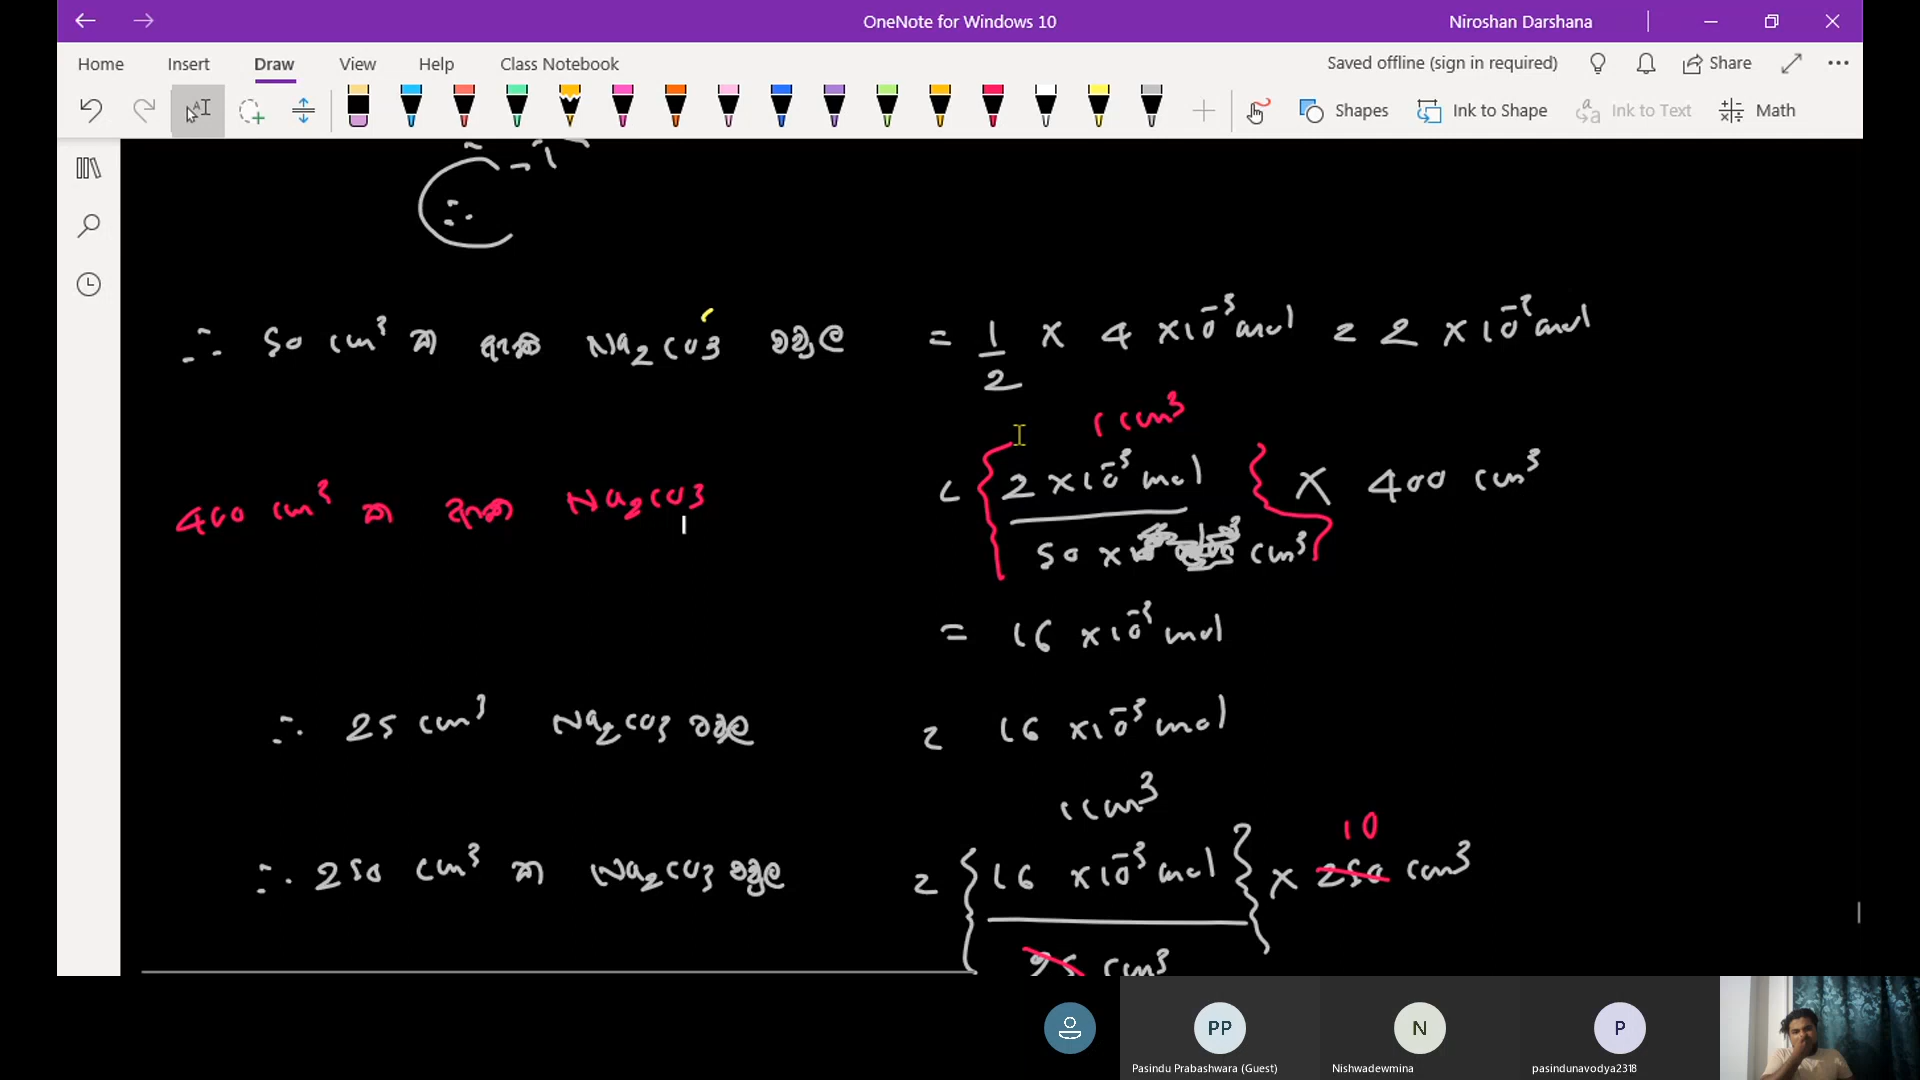 OneNote for Windows 10
Niroshan Darshana
Home Insert Draw View Help Class Notebook
Saved offline (sign in required) Share
Shapes Ink to Shape Ink to Text Math
∴ 50 cm³ ක ඇති Na₂CO₃ මවුල = 1/2 × 4 × 10⁻³ mol = 2 × 10⁻³ mol
1 cm³
400 cm³ ක ඇති Na₂CO₃ = { 2 × 10⁻³ mol / 50 cm³ } × 400 cm³
= 16 × 10⁻³ mol
∴ 25 cm³ Na₂CO₃ මවුල = 16 × 10⁻³ mol
1 cm³
10
∴ 250 cm³ ක Na₂CO₃ මවුල = { 16 × 10⁻³ mol / 25 cm³ } × 250 cm³
PP N P
Pasindu Prabashwara (Guest) Nishwadewmina pasindunavodya2318